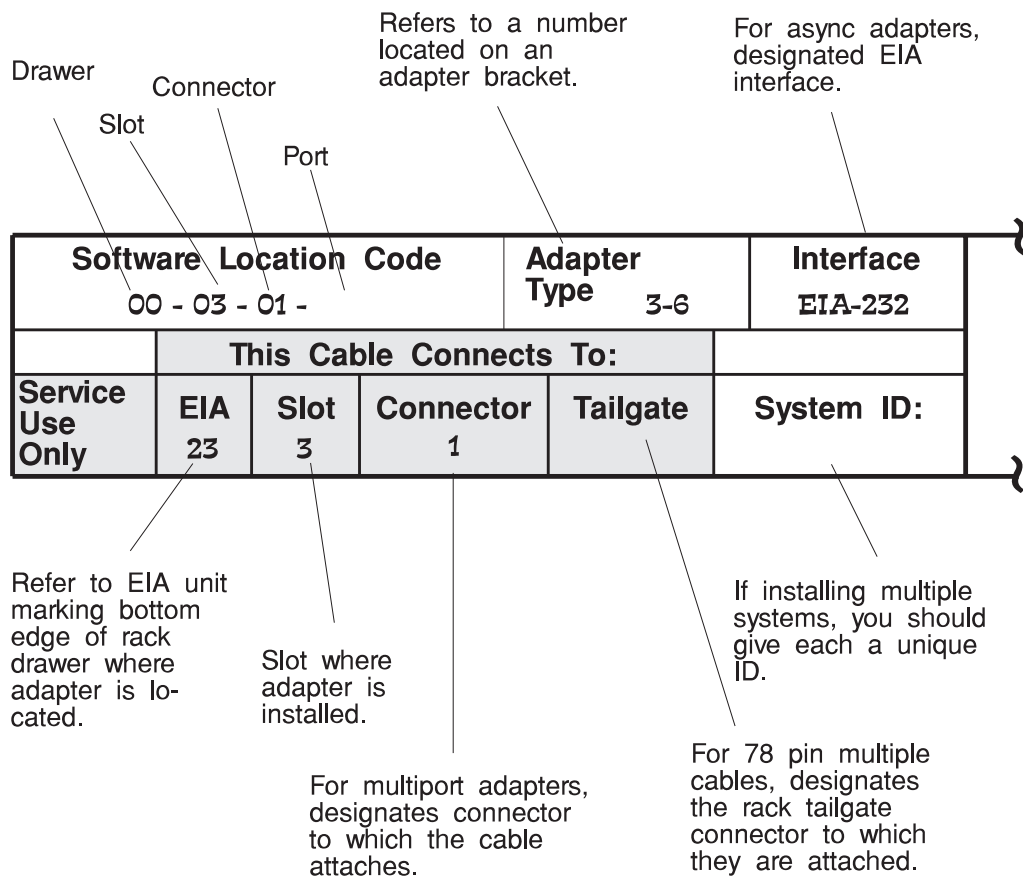 Refers to a number
located on an
adapter bracket.
For async adapters,
designated EIA
interface.
Drawer
Connector
Slot
Port
Software Location Code
00 - 03 - 01 -
Adapter
Type 3-6
Interface
EIA-232
This Cable Connects To:
Service
Use
Only
EIA
23
Slot
3
Connector
1
Tailgate
System ID:
Refer to EIA unit
marking bottom
edge of rack
drawer where
adapter is lo-
cated.
Slot where
adapter is
installed.
For multiport adapters,
designates connector
to which the cable
attaches.
If installing multiple
systems, you should
give each a unique
ID.
For 78 pin multiple
cables, designates
the rack tailgate
connector to which
they are attached.